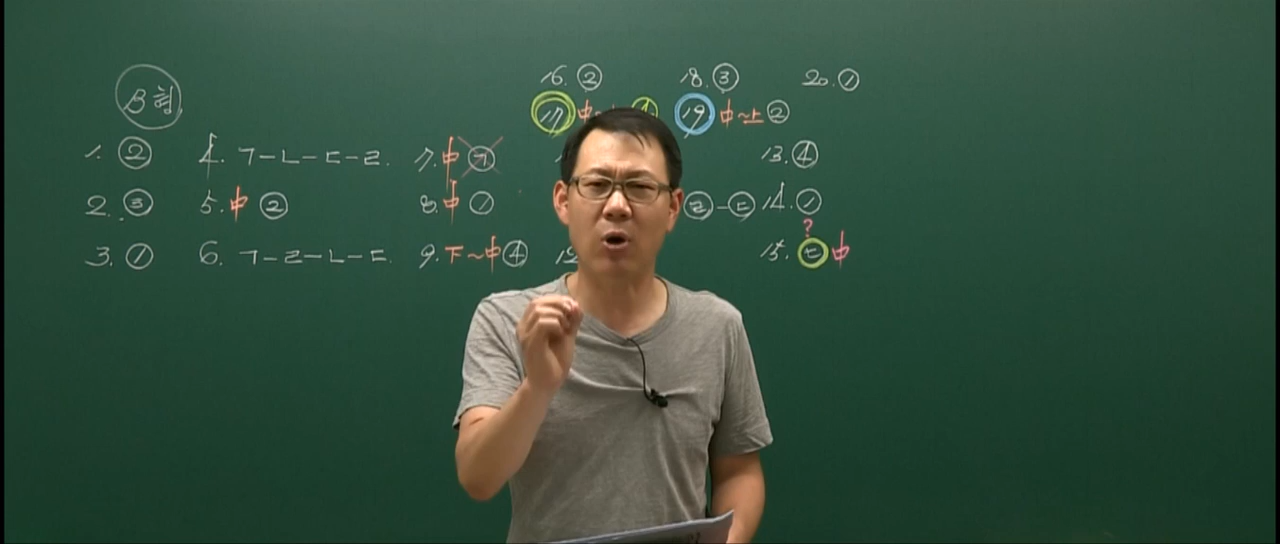 B형
16. ② 18. ③ 20. ①
17 中 19 中~上 ②
1. ② 4. ㄱ-ㄴ-ㄷ-ㄹ 7. 中 13. ④
2. ③ 5. 中 ② 8. 中 ① ㄹ-ㄷ 14. ①
3. ① 6. ㄱ-ㄹ-ㄴ-ㄷ 9. 下~中 ④ 12 15. ㄷ ? 中